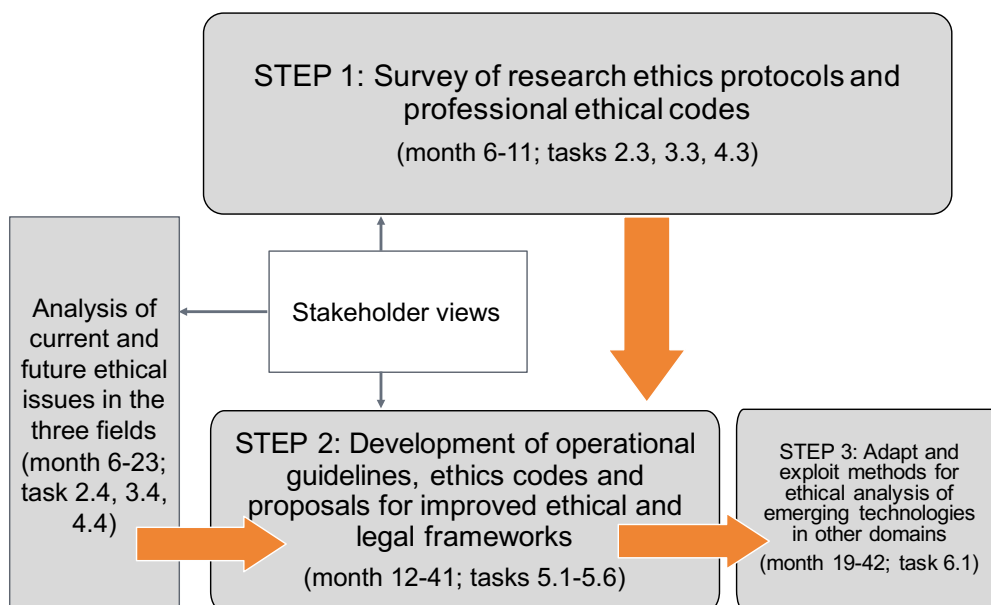 STEP 1: Survey of research ethics protocols and
professional ethical codes
(month 6-11; tasks 2.3, 3.3, 4.3)
Analysis of
current and
future ethical
issues in the
three fields
(month 6-23;
task 2.4, 3.4,
4.4)
Stakeholder views
STEP 2: Development of operational
guidelines, ethics codes and
proposals for improved ethical and
legal frameworks
(month 12-41; tasks 5.1-5.6)
STEP 3: Adapt and
exploit methods for
ethical analysis of
emerging technologies
in other domains
(month 19-42; task 6.1)